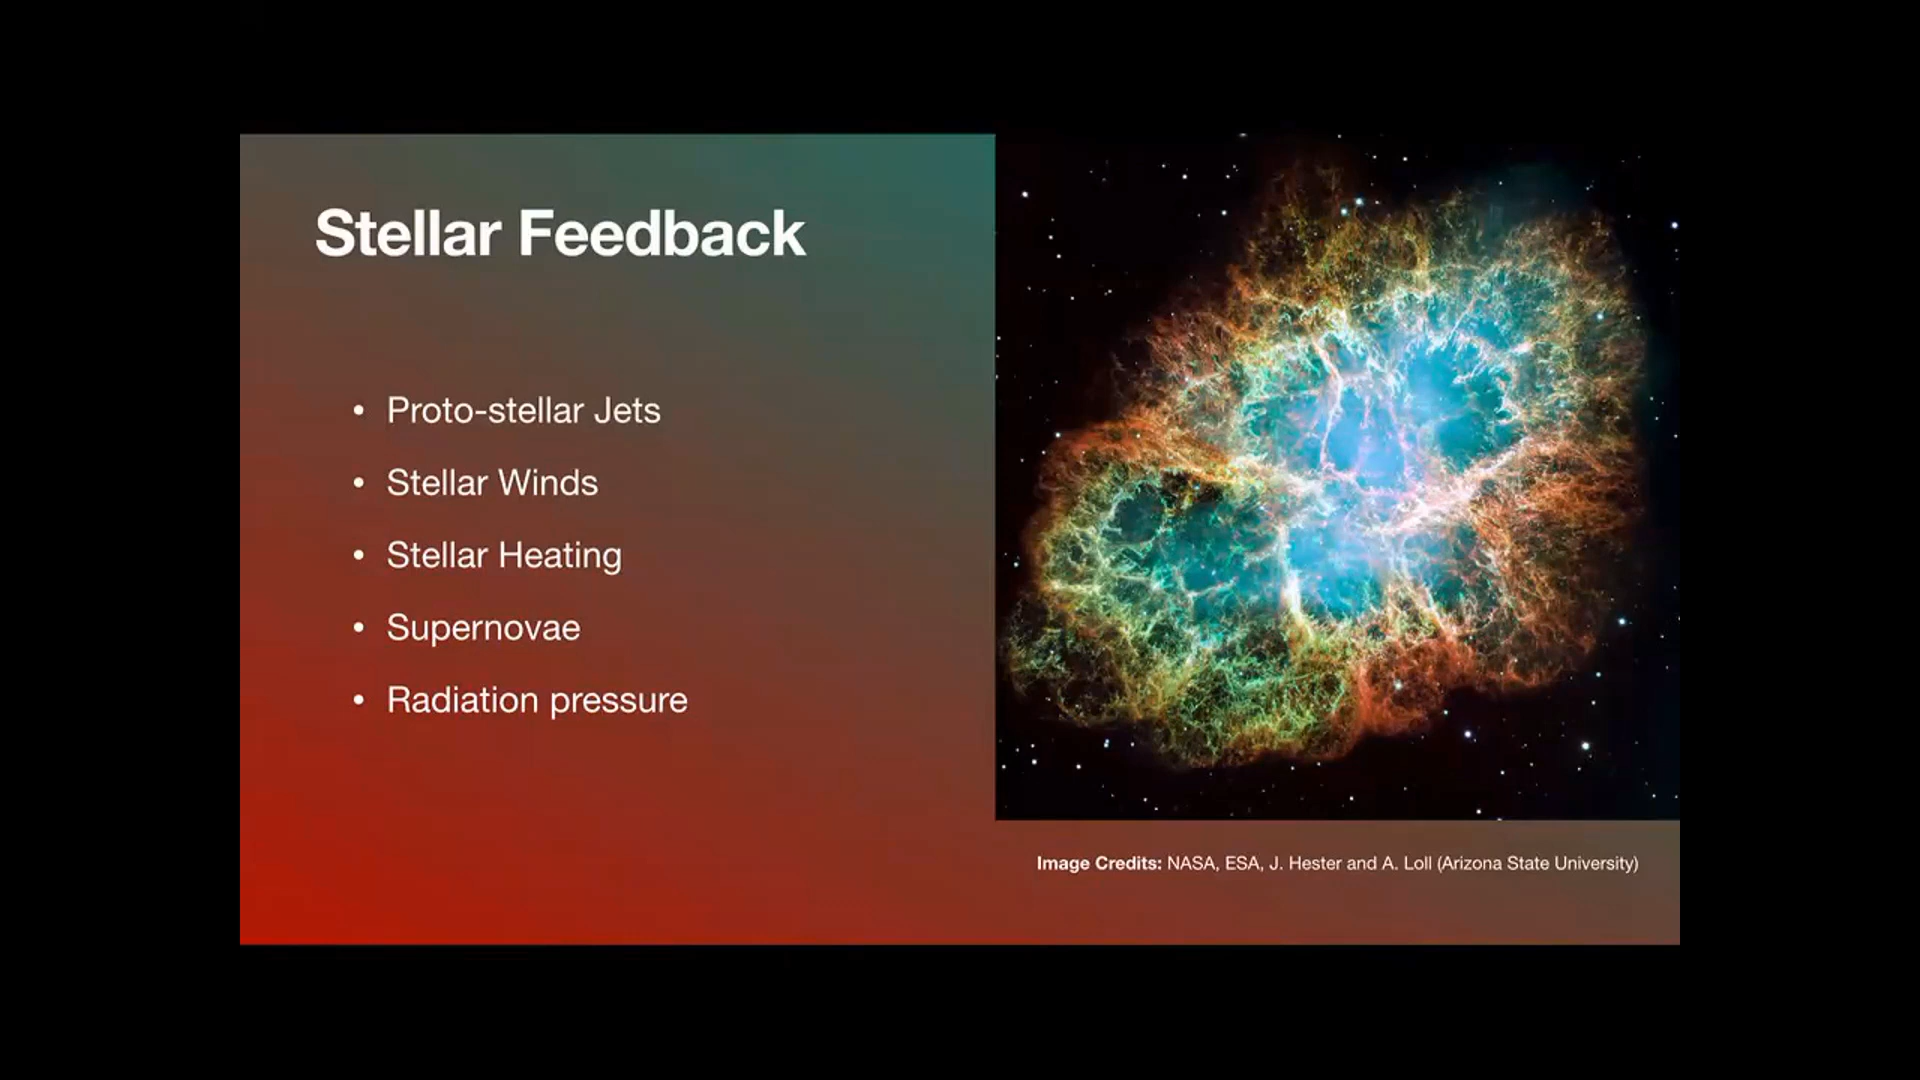 Stellar Feedback
• Proto-stellar Jets
• Stellar Winds
• Stellar Heating
• Supernovae
• Radiation pressure
Image Credits: NASA, ESA, J. Hester and A. Loll (Arizona State University)